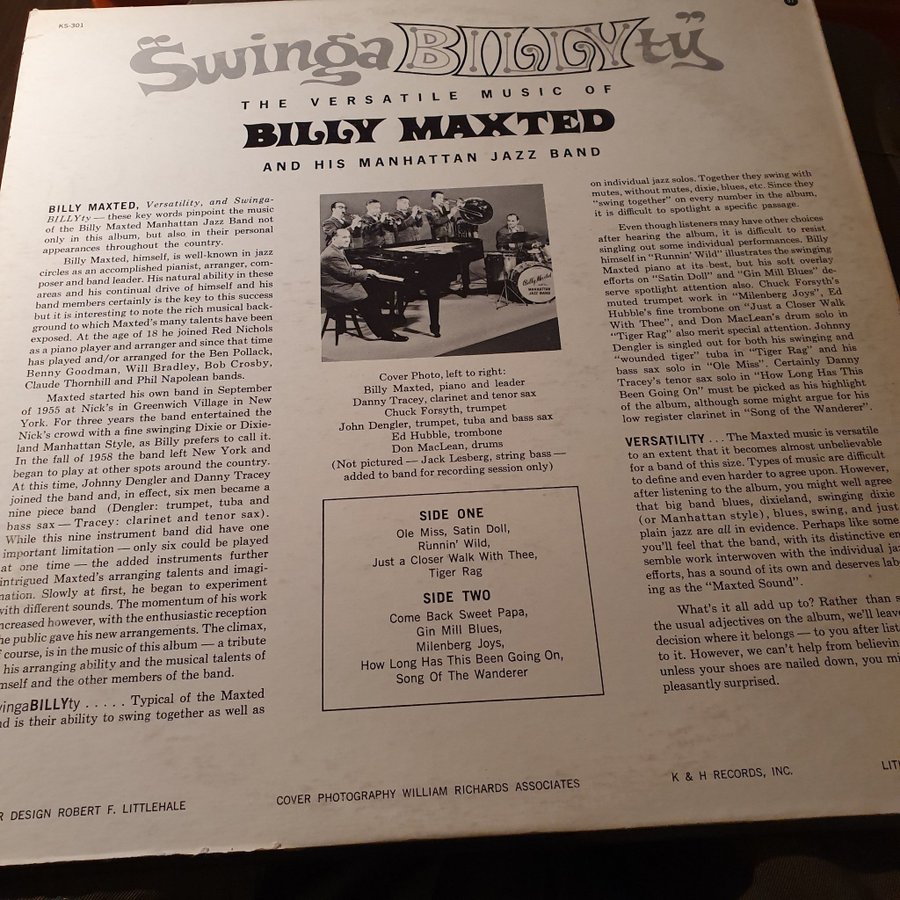 KS-301
"SwingaBILLYty"
THE VERSATILE MUSIC OF
BILLY MAXTED
AND HIS MANHATTAN JAZZ BAND
BILLY MAXTED, Versatility, and Swinga-
BILLYty — these key words pinpoint the music
of the Billy Maxted Manhattan Jazz Band not
only in this album, but also in their personal
appearances throughout the country.
Billy Maxted, himself, is well-known in jazz
circles as an accomplished pianist, arranger, com-
poser and band leader. His natural ability in these
areas and his continual drive of himself and his
band members certainly is the key to this success
but it is interesting to note the rich musical back-
ground to which Maxted's many talents have been
exposed. At the age of 18 he joined Red Nichols
as a piano player and arranger and since that time
has played and/or arranged for the Ben Pollack,
Benny Goodman, Will Bradley, Bob Crosby,
Claude Thornhill and Phil Napolean bands.
Maxted started his own band in September
of 1955 at Nick's in Greenwich Village in New
York. For three years the band entertained the
Nick's crowd with a fine swinging Dixie or Dixie-
land Manhattan Style, as Billy prefers to call it.
In the fall of 1958 the band left New York and
began to play at other spots around the country.
At this time, Johnny Dengler and Danny Tracey
joined the band and, in effect, six men became a
nine piece band (Dengler: trumpet, tuba and
bass sax — Tracey: clarinet and tenor sax).
While this nine instrument band did have one
important limitation — only six could be played
at one time — the added instruments further
intrigued Maxted's arranging talents and imagi-
nation. Slowly at first, he began to experiment
with different sounds. The momentum of his work
ncreased however, with the enthusiastic reception
he public gave his new arrangements. The climax,
f course, is in the music of this album — a tribute
his arranging ability and the musical talents of
mself and the other members of the band.
wingaBILLYty ..... Typical of the Maxted
nd is their ability to swing together as well as
Billy Maxted
MANHATTAN
JAZZ BAND
Cover Photo, left to right:
Billy Maxted, piano and leader
Danny Tracey, clarinet and tenor sax
Chuck Forsyth, trumpet
John Dengler, trumpet, tuba and bass sax
Ed Hubble, trombone
Don MacLean, drums
(Not pictured — Jack Lesberg, string bass —
added to band for recording session only)
SIDE ONE
Ole Miss, Satin Doll,
Runnin' Wild,
Just a Closer Walk With Thee,
Tiger Rag
SIDE TWO
Come Back Sweet Papa,
Gin Mill Blues,
Milenberg Joys,
How Long Has This Been Going On,
Song Of The Wanderer
on individual jazz solos. Together they swing with
mutes, without mutes, dixie, blues, etc. Since they
"swing together" on every number in the album,
it is difficult to spotlight a specific passage.
Even though listeners may have other choices
after hearing the album, it is difficult to resist
singling out some individual performances. Billy
himself in "Runnin' Wild" illustrates the swinging
Maxted piano at its best, but his soft overlay
efforts on "Satin Doll" and "Gin Mill Blues" de-
serve spotlight attention also. Chuck Forsyth's
muted trumpet work in "Milenberg Joys", Ed
Hubble's fine trombone on "Just a Closer Walk
With Thee", and Don MacLean's drum solo in
"Tiger Rag" also merit special attention. Johnny
Dengler is singled out for both his swinging and
"wounded tiger" tuba in "Tiger Rag" and his
bass sax solo in "Ole Miss". Certainly Danny
Tracey's tenor sax solo in "How Long Has This
Been Going On" must be picked as his highlight
of the album, although some might argue for his
low register clarinet in "Song of the Wanderer".
VERSATILITY ... The Maxted music is versatile
to an extent that it becomes almost unbelievable
for a band of this size. Types of music are difficult
to define and even harder to agree upon. However,
after listening to the album, you might well agree
that big band blues, dixieland, swinging dixie
(or Manhattan style), blues, swing, and just
plain jazz are all in evidence. Perhaps like some
you'll feel that the band, with its distinctive en
semble work interwoven with the individual jaz
efforts, has a sound of its own and deserves lab
ing as the "Maxted Sound".
What's it all add up to? Rather than s
the usual adjectives on the album, we'll leave
decision where it belongs — to you after list
to it. However, we can't help from believin
unless your shoes are nailed down, you mi
pleasantly surprised.
R DESIGN ROBERT F. LITTLEHALE
COVER PHOTOGRAPHY WILLIAM RICHARDS ASSOCIATES
K & H RECORDS, INC.
LIT